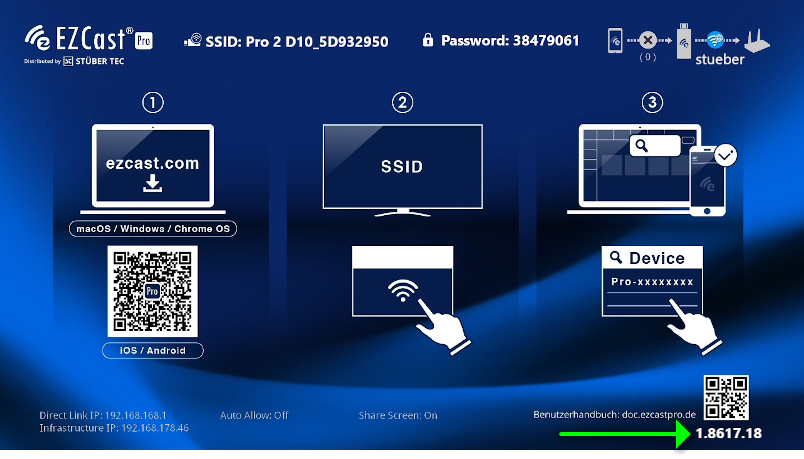 EZCast® Pro
Distributed by STÜBER TEC
SSID: Pro 2 D10_5D932950
Password: 38479061
( 0 )
stueber
1
2
3
ezcast.com
SSID
macOS / Windows / Chrome OS
Device
Pro-xxxxxxxx
Pro
iOS / Android
Direct Link IP: 192.168.168.1
Auto Allow: Off
Share Screen: On
Benutzerhandbuch: doc.ezcastpro.de
Infrastructure IP: 192.168.178.46
1.8617.18